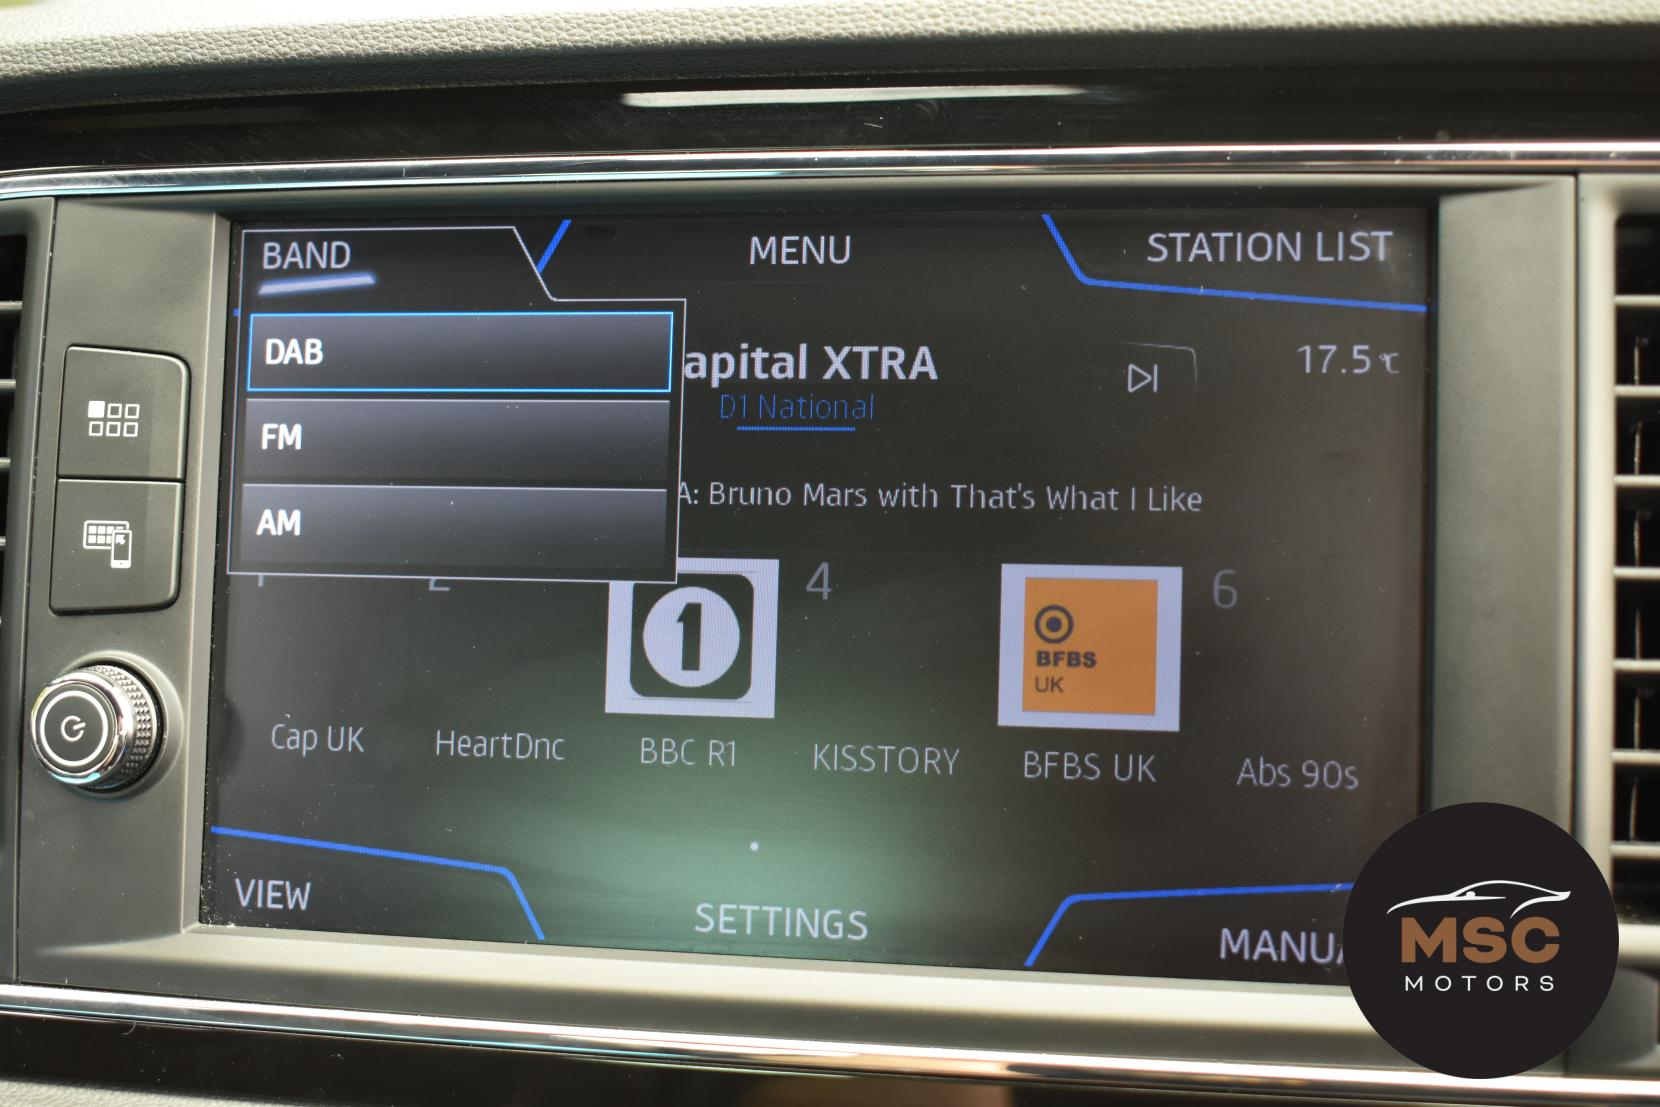 BAND
MENU
STATION LIST
DAB
FM
AM
apital XTRA
D1 National
17.5 °C
A: Bruno Mars with That's What I Like
4
6
1
BFBS
UK
Cap UK
HeartDnc
BBC R1
KISSTORY
BFBS UK
Abs 90s
VIEW
SETTINGS
MANUA
MSC
MOTORS